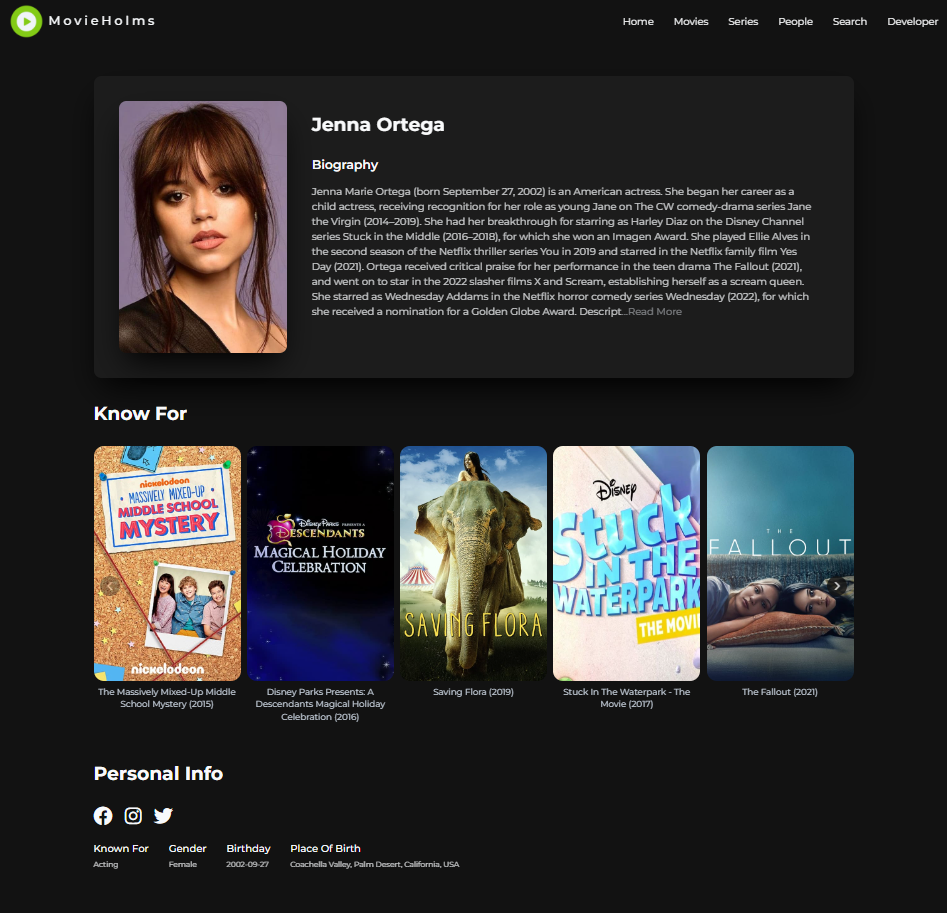 MovieHolms
Home Movies Series People Search Developer
Jenna Ortega
Biography
Jenna Marie Ortega (born September 27, 2002) is an American actress. She began her career as a
child actress, receiving recognition for her role as young Jane on The CW comedy-drama series Jane
the Virgin (2014–2019). She had her breakthrough for starring as Harley Diaz on the Disney Channel
series Stuck in the Middle (2016–2018), for which she won an Imagen Award. She played Ellie Alves in
the second season of the Netflix thriller series You in 2019 and starred in the Netflix family film Yes
Day (2021). Ortega received critical praise for her performance in the teen drama The Fallout (2021),
and went on to star in the 2022 slasher films X and Scream, establishing herself as a scream queen.
She starred as Wednesday Addams in the Netflix horror comedy series Wednesday (2022), for which
she received a nomination for a Golden Globe Award. Descript...Read More
Know For
nickelodeon
MASSIVELY MIXED-UP
MIDDLE SCHOOL
MYSTERY
nickelodeon
Disney Parks PRESENTS A
DESCENDANTS
MAGICAL HOLIDAY
CELEBRATION
SAVING FLORA
Disney
Stuck
IN THE
WATERPARK
THE MOVIE
THE
FALLOUT
The Massively Mixed-Up Middle
School Mystery (2015)
Disney Parks Presents: A
Descendants Magical Holiday
Celebration (2016)
Saving Flora (2019)
Stuck In The Waterpark - The
Movie (2017)
The Fallout (2021)
Personal Info
Known For Gender Birthday Place Of Birth
Acting Female 2002-09-27 Coachella Valley, Palm Desert, California, USA